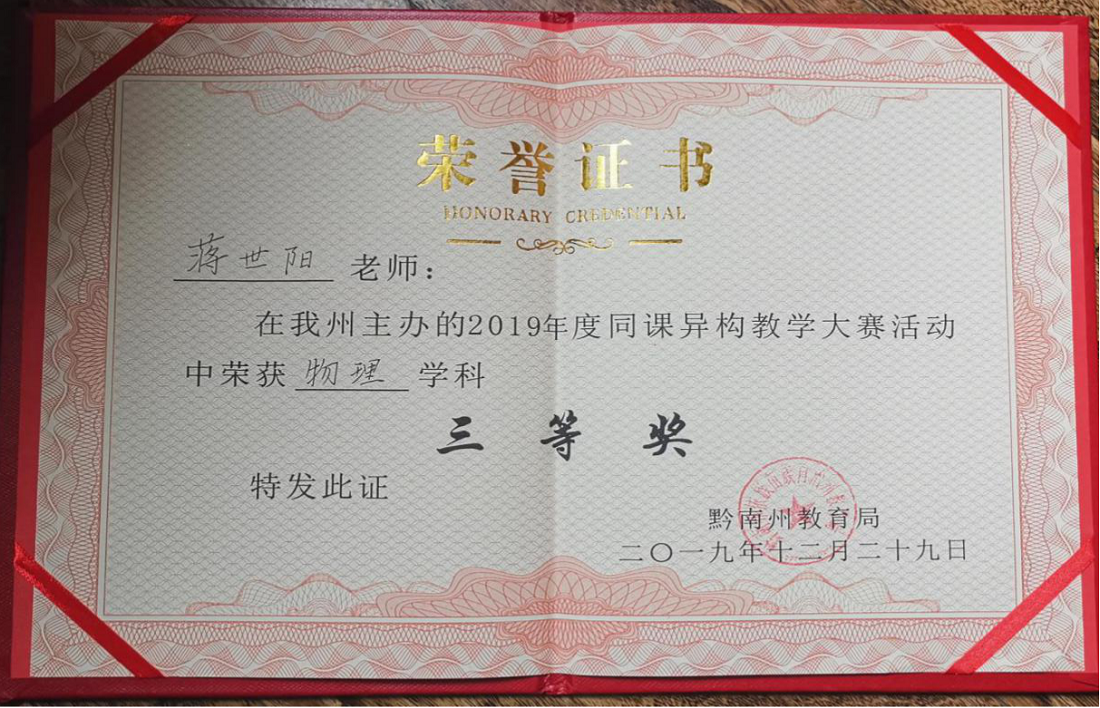 荣誉证书
HONORARY CREDENTIAL
蒋世阳 老师：
在我州主办的2019年度同课异构教学大赛活动
中荣获 物理 学科
三等奖
特发此证
黔南州教育局
二〇一九年十二月二十九日